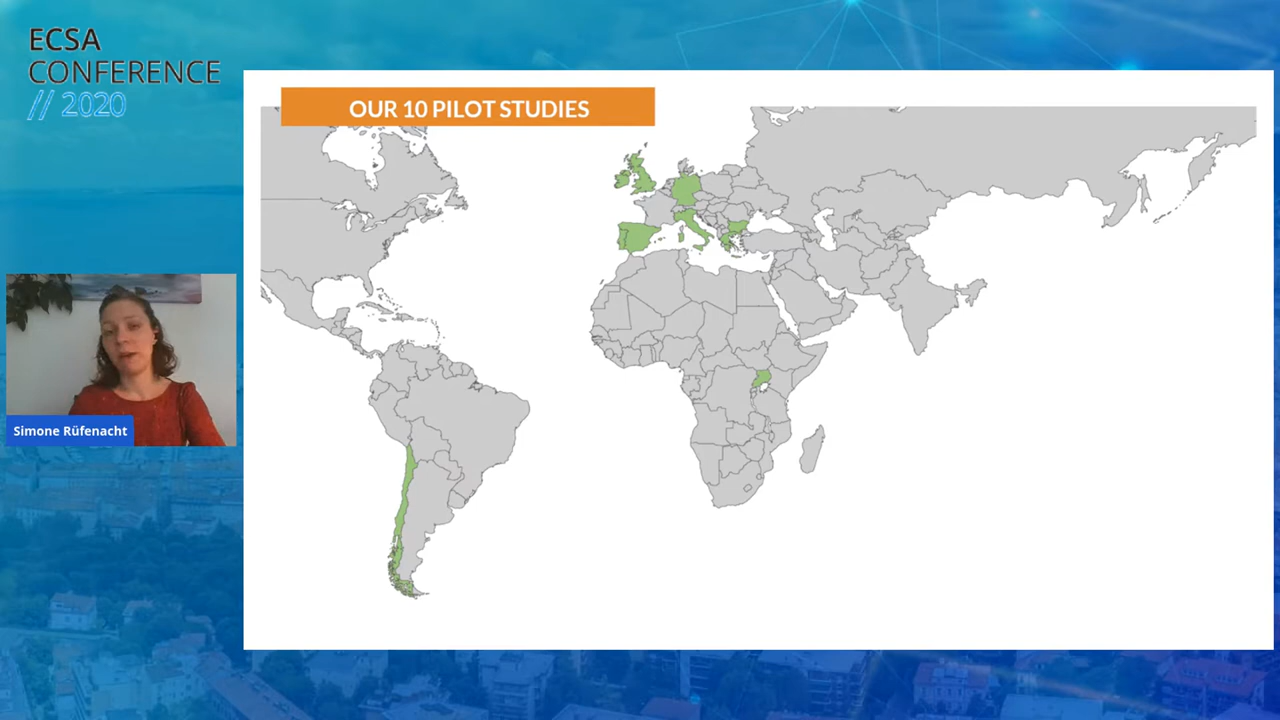 ECSA
CONFERENCE
// 2020
OUR 10 PILOT STUDIES
Simone Rüfenacht